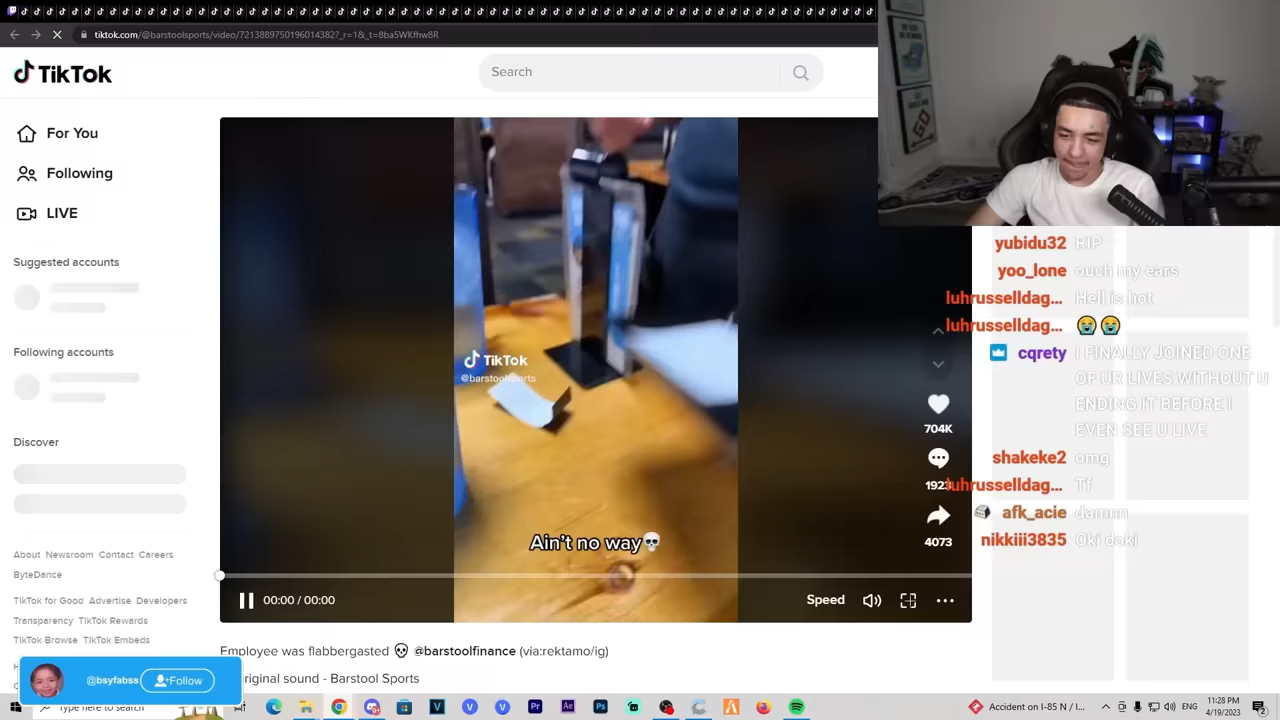 tiktok.com/@barstoolsports/video/7213889750196014382?_r=1&_t=8ba5WKfhw8R
TikTok
Search
For You
Following
LIVE
Suggested accounts
Following accounts
Discover
About Newsroom Contact Careers
ByteDance
TikTok for Good Advertise Developers
Transparency TikTok Rewards
TikTok Browse TikTok Embeds
@bsyfabss
Follow
TikTok
@barstoolsports
Ain't no way💀
00:00 / 00:00
Speed
704K
1923
4073
Employee was flabbergasted 💀 @barstoolfinance (via:rektamo/ig)
original sound - Barstool Sports
yubidu32 RIP
yoo_lone ouch my ears
luhrusselldag... Hell is hot
luhrusselldag... 😭😭
cqrety I FINALLY JOINED ONE
OF UR LIVES WITHOUT U
ENDING IT BEFORE I
EVEN SEE U LIVE
shakeke2 omg
luhrusselldag... Tf
afk_acie damnn
nikkiii3835 Oki doki
Type here to search
Accident on I-85 N / I...
11:28 PM
4/19/2023